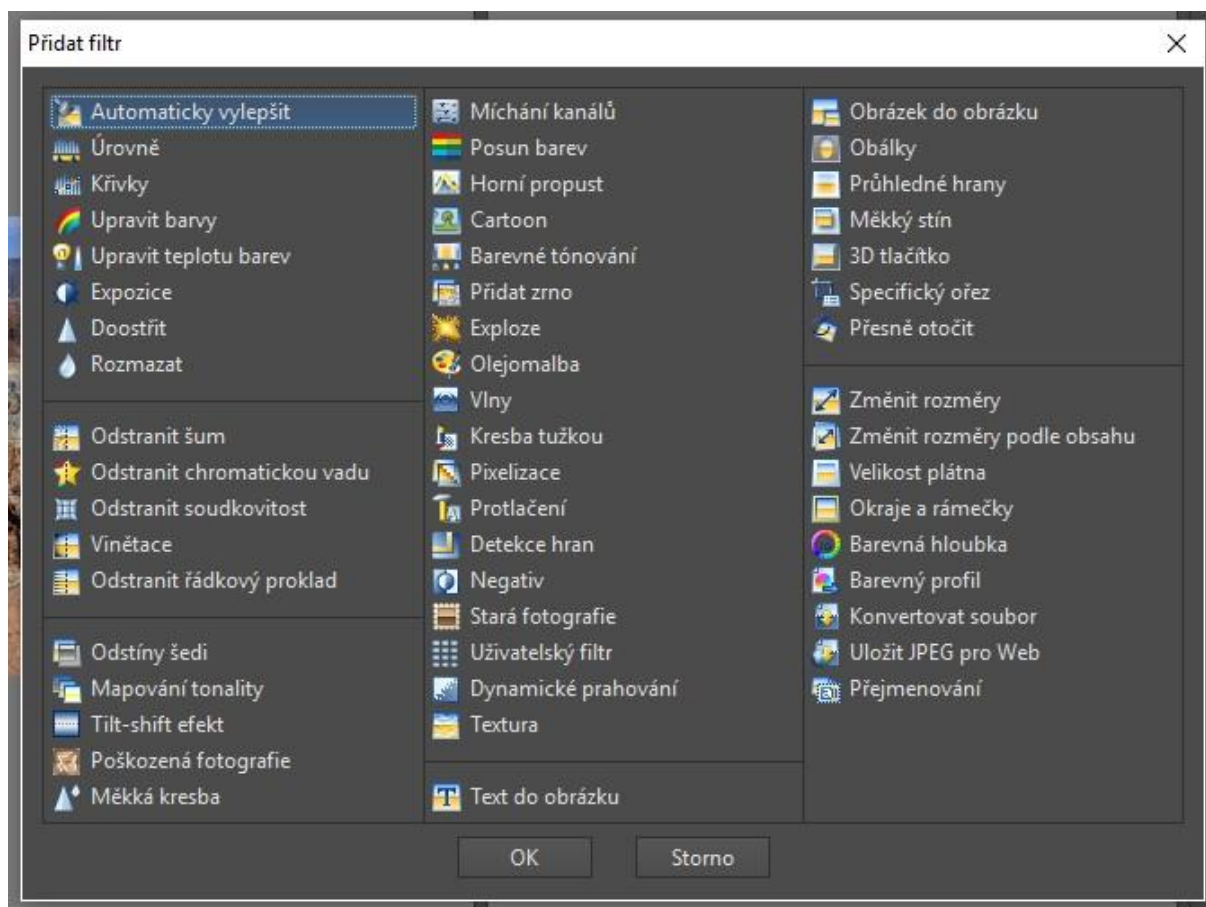 Přidat filtr
Automaticky vylepšit
Úrovně
Křivky
Upravit barvy
Upravit teplotu barev
Expozice
Doostřit
Rozmazat
Odstranit šum
Odstranit chromatickou vadu
Odstranit soudkovitost
Vinětace
Odstranit řádkový proklad
Odstíny šedi
Mapování tonality
Tilt-shift efekt
Poškozená fotografie
Měkká kresba
Míchání kanálů
Posun barev
Horní propust
Cartoon
Barevné tónování
Přidat zrno
Exploze
Olejomalba
Vlny
Kresba tužkou
Pixelizace
Protlačení
Detekce hran
Negativ
Stará fotografie
Uživatelský filtr
Dynamické prahování
Textura
Text do obrázku
Obrázek do obrázku
Obálky
Průhledné hrany
Měkký stín
3D tlačítko
Specifický ořez
Přesně otočit
Změnit rozměry
Změnit rozměry podle obsahu
Velikost plátna
Okraje a rámečky
Barevná hloubka
Barevný profil
Konvertovat soubor
Uložit JPEG pro Web
Přejmenování
OK
Storno